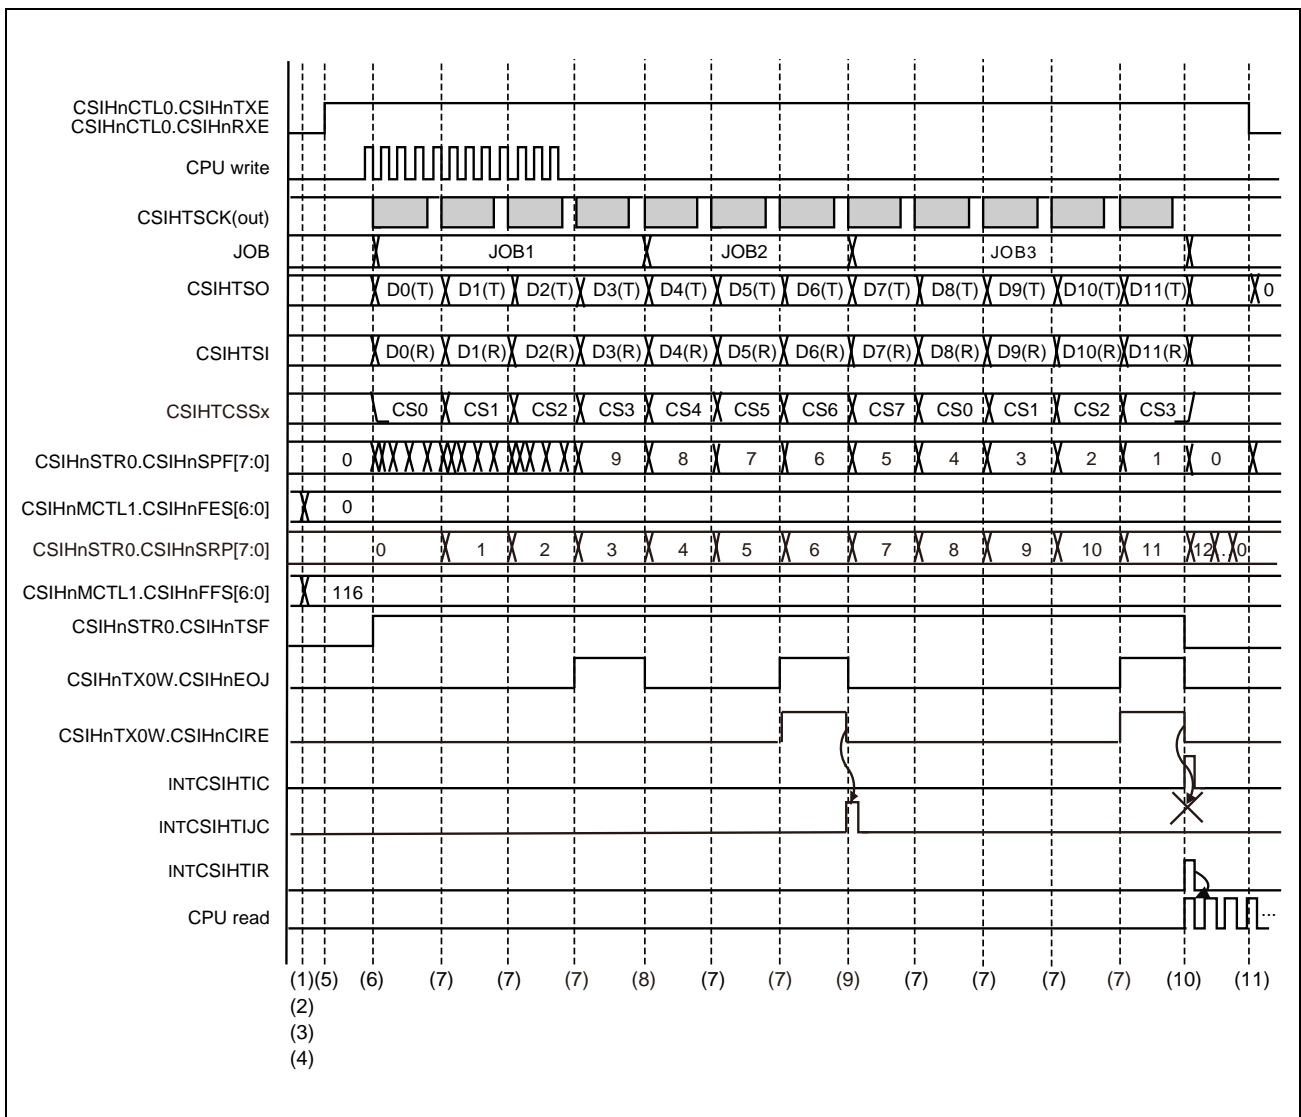 CSIHnCTL0.CSIHnTXE
CSIHnCTL0.CSIHnRXE
CPU write
CSIHTSCK(out)
JOB JOB1 JOB2 JOB3
CSIHTSO D0(T) D1(T) D2(T) D3(T) D4(T) D5(T) D6(T) D7(T) D8(T) D9(T) D10(T) D11(T) 0
CSIHTSI D0(R) D1(R) D2(R) D3(R) D4(R) D5(R) D6(R) D7(R) D8(R) D9(R) D10(R) D11(R)
CSIHTCSSx CS0 CS1 CS2 CS3 CS4 CS5 CS6 CS7 CS0 CS1 CS2 CS3
CSIHnSTR0.CSIHnSPF[7:0] 0 9 8 7 6 5 4 3 2 1 0
CSIHnMCTL1.CSIHnFES[6:0] 0
CSIHnSTR0.CSIHnSRP[7:0] 0 1 2 3 4 5 6 7 8 9 10 11 12 .. 0
CSIHnMCTL1.CSIHnFFS[6:0] 116
CSIHnSTR0.CSIHnTSF
CSIHnTX0W.CSIHnEOJ
CSIHnTX0W.CSIHnCIRE
INTCSIHTIC
INTCSIHTIJC
INTCSIHTIR
CPU read ...
(1) (5) (6) (7) (7) (7) (8) (7) (7) (9) (7) (7) (7) (7) (10) (11)
(2)
(3)
(4)